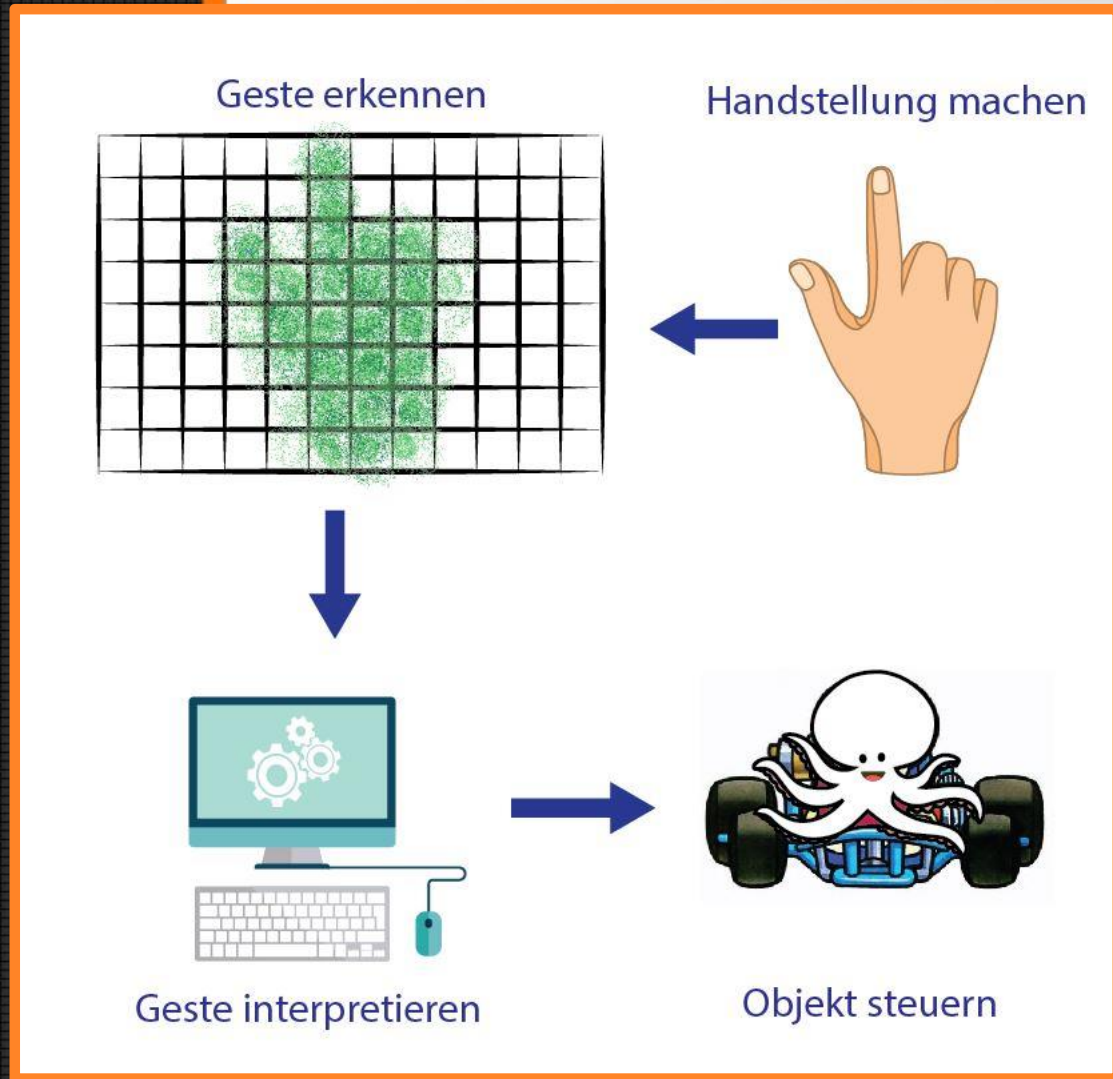 Geste erkennen
Handstellung machen
Geste interpretieren
Objekt steuern